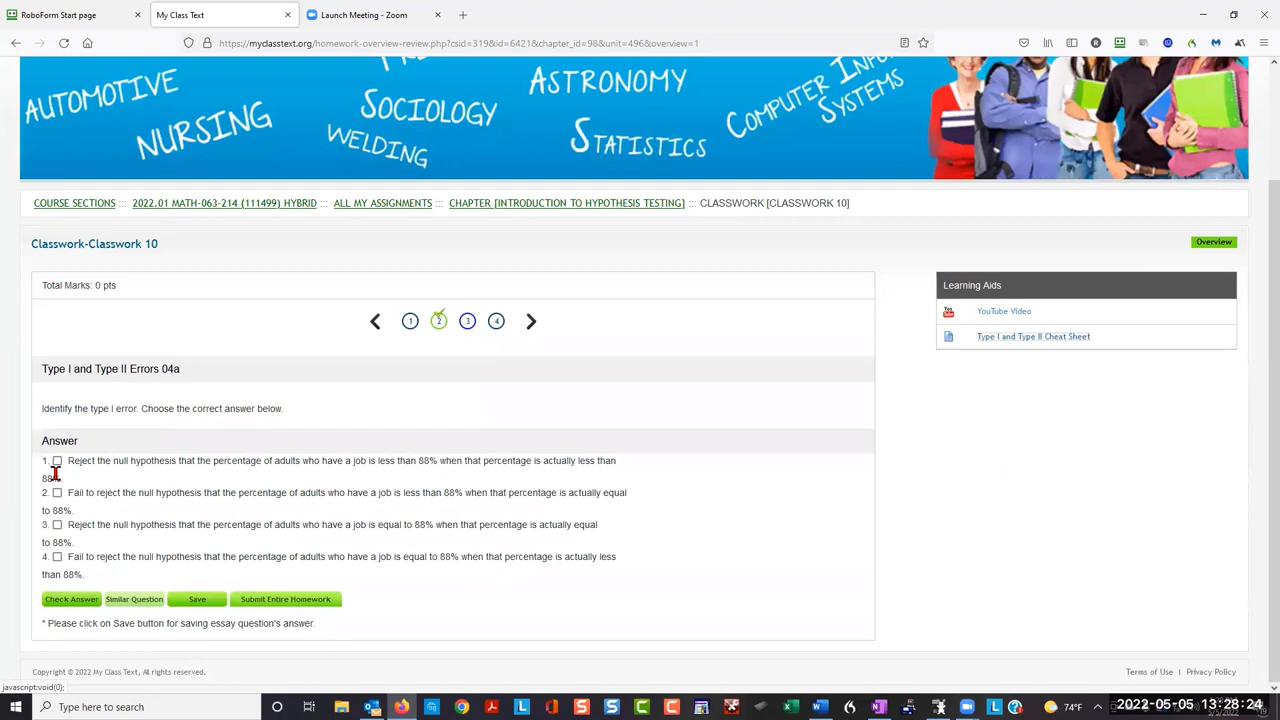 RoboForm Start page
My Class Text
Launch Meeting - Zoom
https://myclasstext.org/homework-overview-review.php?csid=319&id=6421&chapter_id=98&unit=496&overview=1
AUTOMOTIVE
NURSING
SOCIOLOGY
WELDING
ASTRONOMY
STATISTICS
COMPUTER
SYSTEMS
COURSE SECTIONS ::: 2022.01 MATH-063-214 (111499) HYBRID ::: ALL MY ASSIGNMENTS ::: CHAPTER [INTRODUCTION TO HYPOTHESIS TESTING] ::: CLASSWORK [CLASSWORK 10]
Classwork-Classwork 10
Overview
Total Marks: 0 pts
1 2 3 4
Type I and Type II Errors 04a
Identify the type I error. Choose the correct answer below.
Answer
1. Reject the null hypothesis that the percentage of adults who have a job is less than 88% when that percentage is actually less than
88%.
2. Fail to reject the null hypothesis that the percentage of adults who have a job is less than 88% when that percentage is actually equal
to 88%.
3. Reject the null hypothesis that the percentage of adults who have a job is equal to 88% when that percentage is actually equal
to 88%.
4. Fail to reject the null hypothesis that the percentage of adults who have a job is equal to 88% when that percentage is actually less
than 88%.
Check Answer Similar Question Save Submit Entire Homework
* Please click on Save button for saving essay question's answer.
Learning Aids
YouTube Video
Type I and Type II Cheat Sheet
Copyright © 2022 My Class Text, All rights reserved.
Terms of Use | Privacy Policy
javascript:void(0);
Type here to search
74°F
2022-05-05 13:28:24